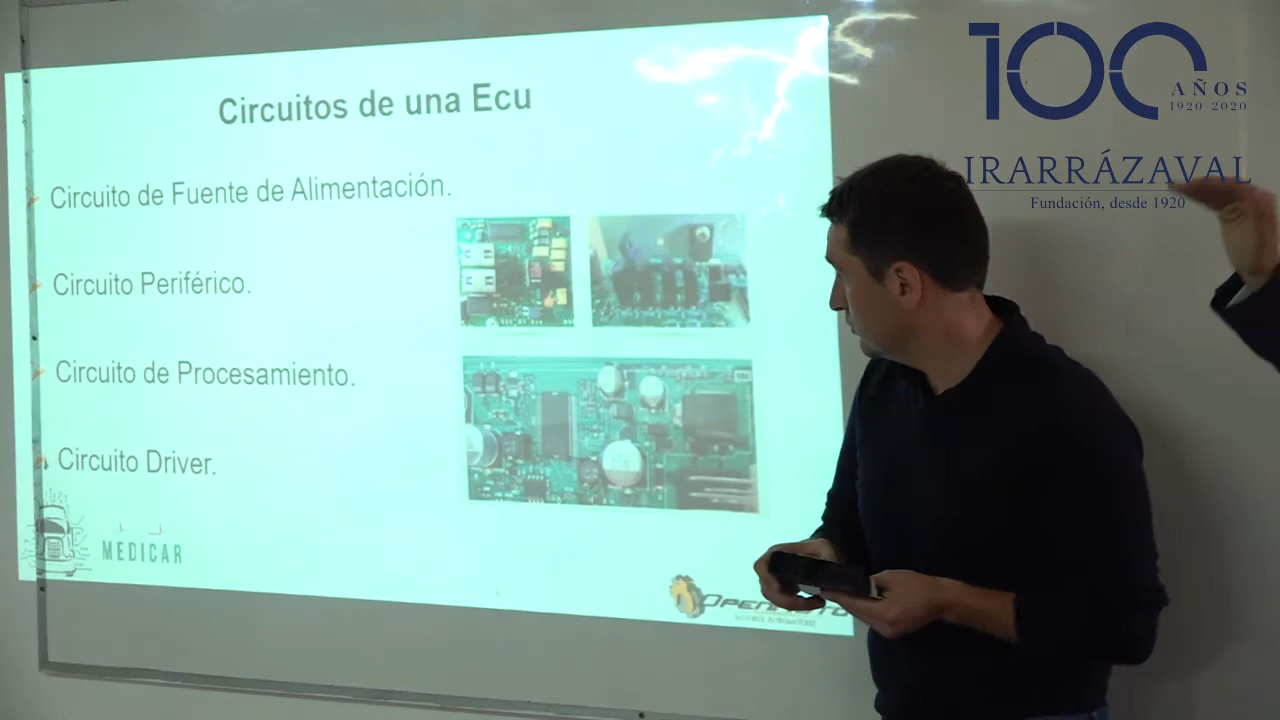 Circuitos de una Ecu
Circuito de Fuente de Alimentación.
Circuito Periférico.
Circuito de Procesamiento.
Circuito Driver.
MEDICAR
100
AÑOS
1920-2020
IRARRÁZAVAL
Fundación, desde 1920